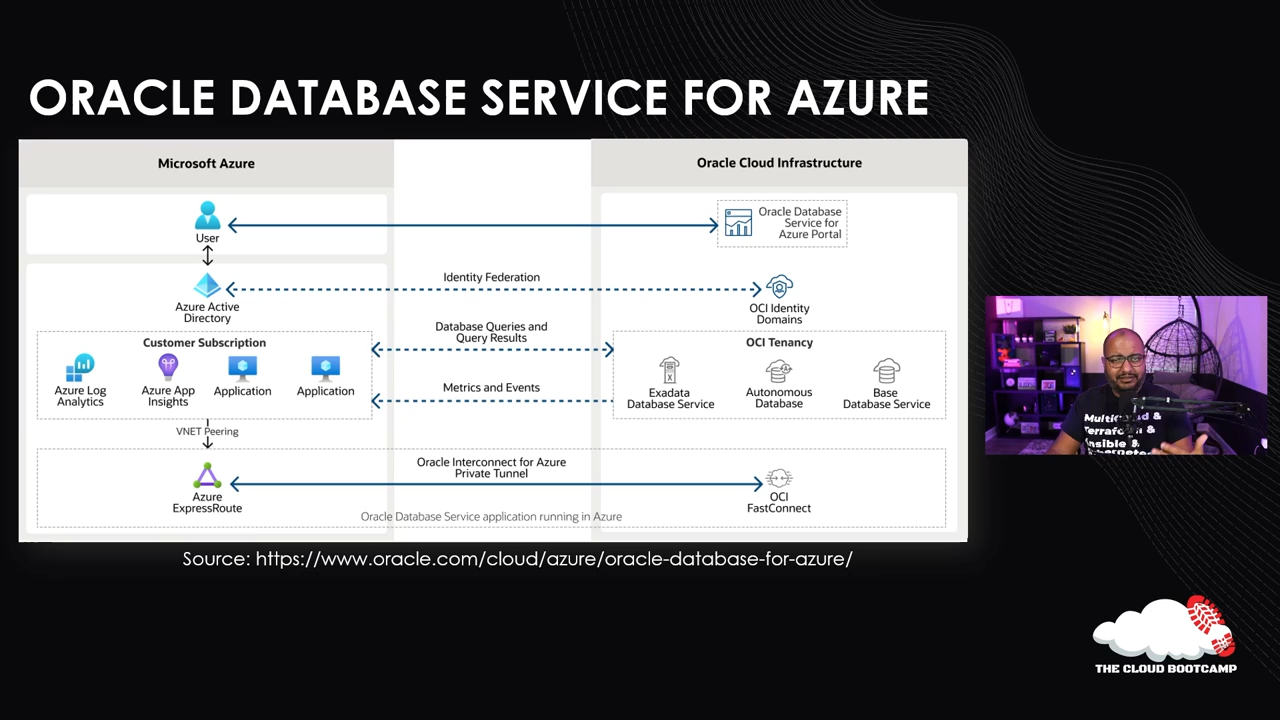 ORACLE DATABASE SERVICE FOR AZURE
Microsoft Azure
Oracle Cloud Infrastructure
User
Oracle Database
Service for
Azure Portal
Identity Federation
Azure Active
Directory
OCI Identity
Domains
Database Queries and
Query Results
Customer Subscription
OCI Tenancy
Azure Log
Analytics
Azure App
Insights
Application
Application
Metrics and Events
Exadata
Database Service
Autonomous
Database
Base
Database Service
VNET Peering
Oracle Interconnect for Azure
Private Tunnel
Azure
ExpressRoute
OCI
FastConnect
Oracle Database Service application running in Azure
Source: https://www.oracle.com/cloud/azure/oracle-database-for-azure/
Terraform &
THE CLOUD BOOTCAMP